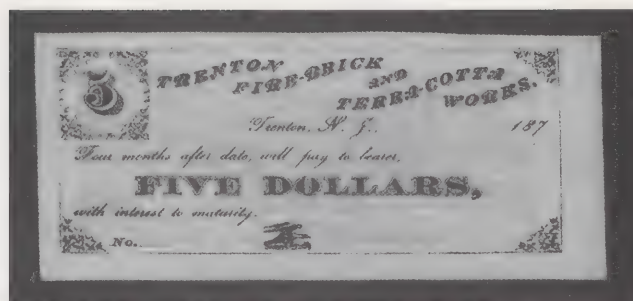 5
TRENTON
FIRE-BRICK
AND
TERRA-COTTA
WORKS.
Trenton, N. J., 187
Four months after date, will pay to bearer,
FIVE DOLLARS,
with interest to maturity.
No.